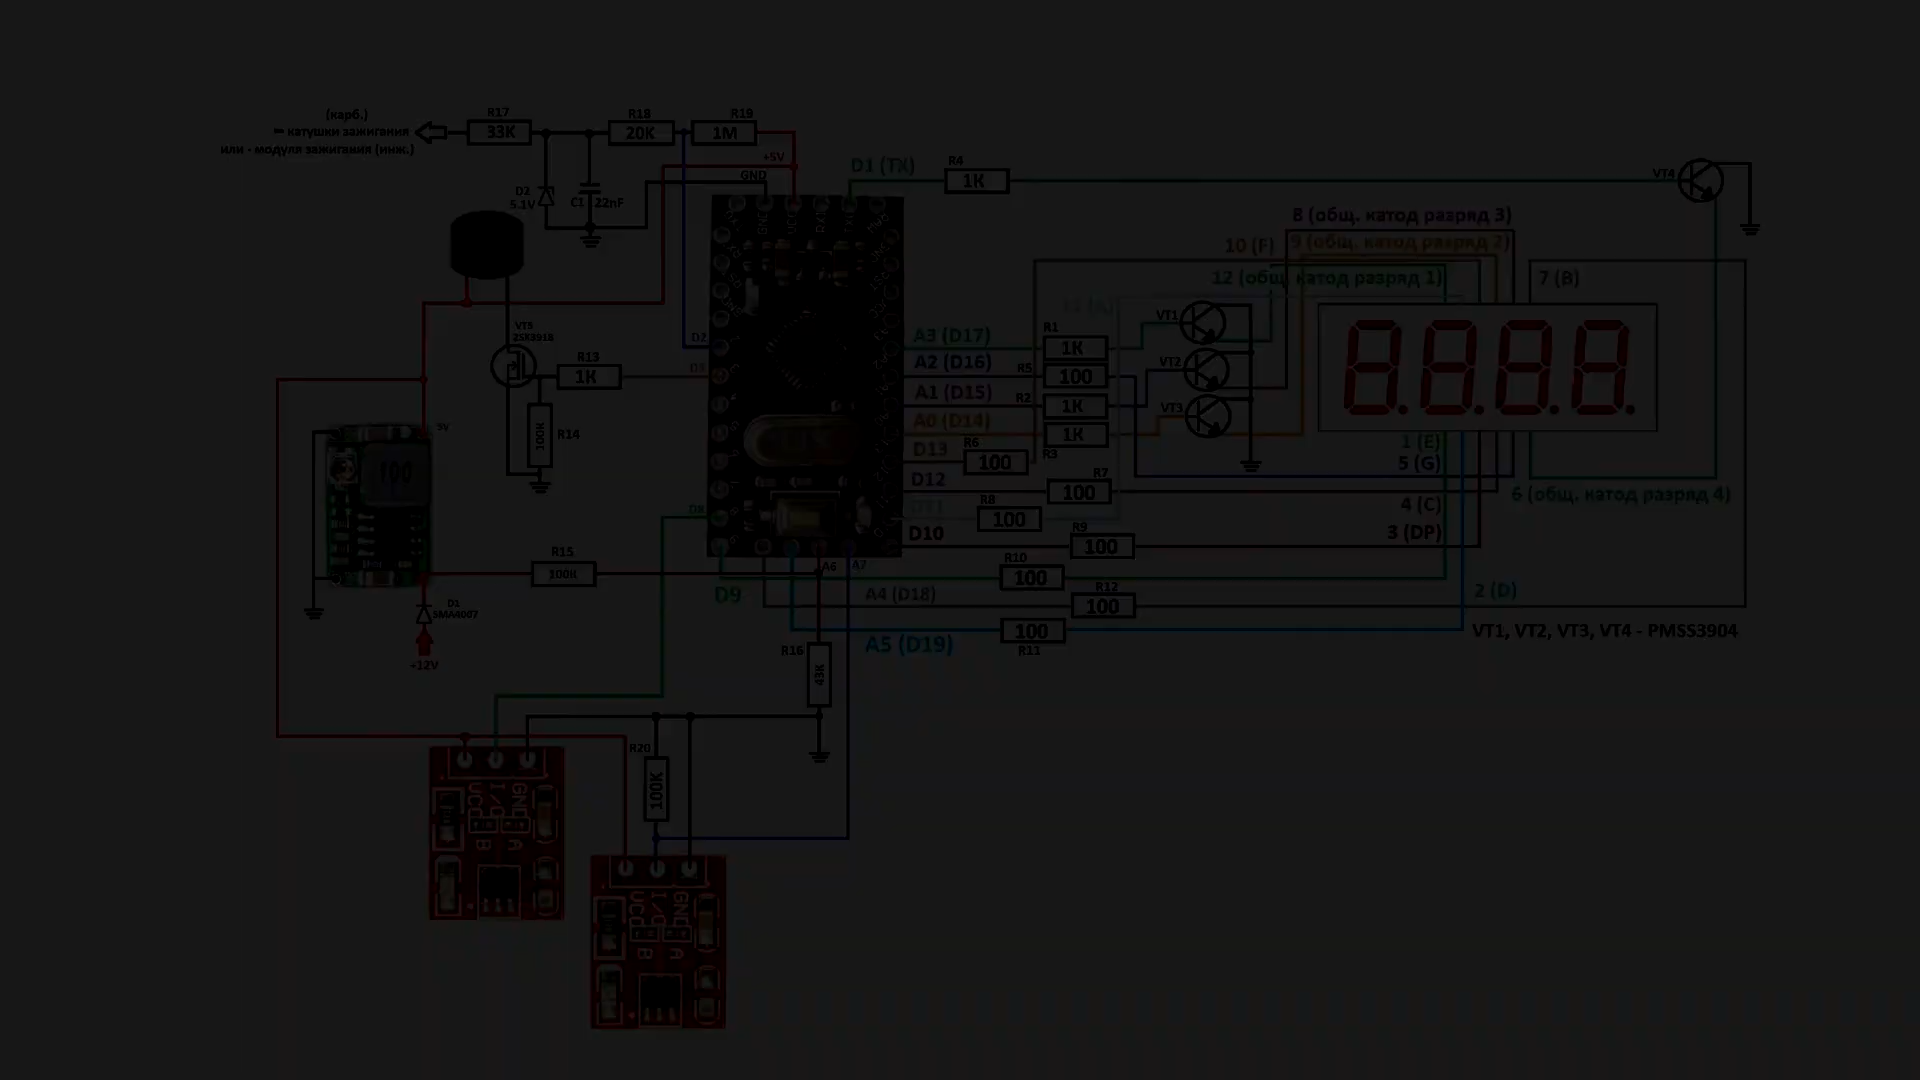 (карб.)
– катушки зажигания
или - модуля зажигания (инж.)
R17
33K
R18
20K
R19
1M
+5V
GND
D2
5.1V
C1
22nF
D1 (TX)
R4
1K
VT4
8 (общ. катод разряд 3)
10 (F)
9 (общ. катод разряд 2)
12 (общ. катод разряд 1)
7 (B)
11 (A)
VT1
VT2
VT3
VT5
2SK3918
R13
1K
D2
D3
R14
100K
A3 (D17)
R1
1K
A2 (D16)
R5
100
A1 (D15)
R2
1K
A0 (D14)
1K
R3
D13
R6
100
D12
R7
100
D11
R8
100
D10
R9
100
1 (E)
5 (G)
4 (C)
3 (DP)
6 (общ. катод разряд 4)
5V
100
D8
R15
100K
A6
A7
D9
R10
100
A4 (D18)
R12
100
2 (D)
A5 (D19)
100
R11
VT1, VT2, VT3, VT4 - PMSS3904
D1
SMA4007
+12V
R16
43K
R20
100K
VCC
I/O
GND
B
A
VCC
I/O
GND
B
A